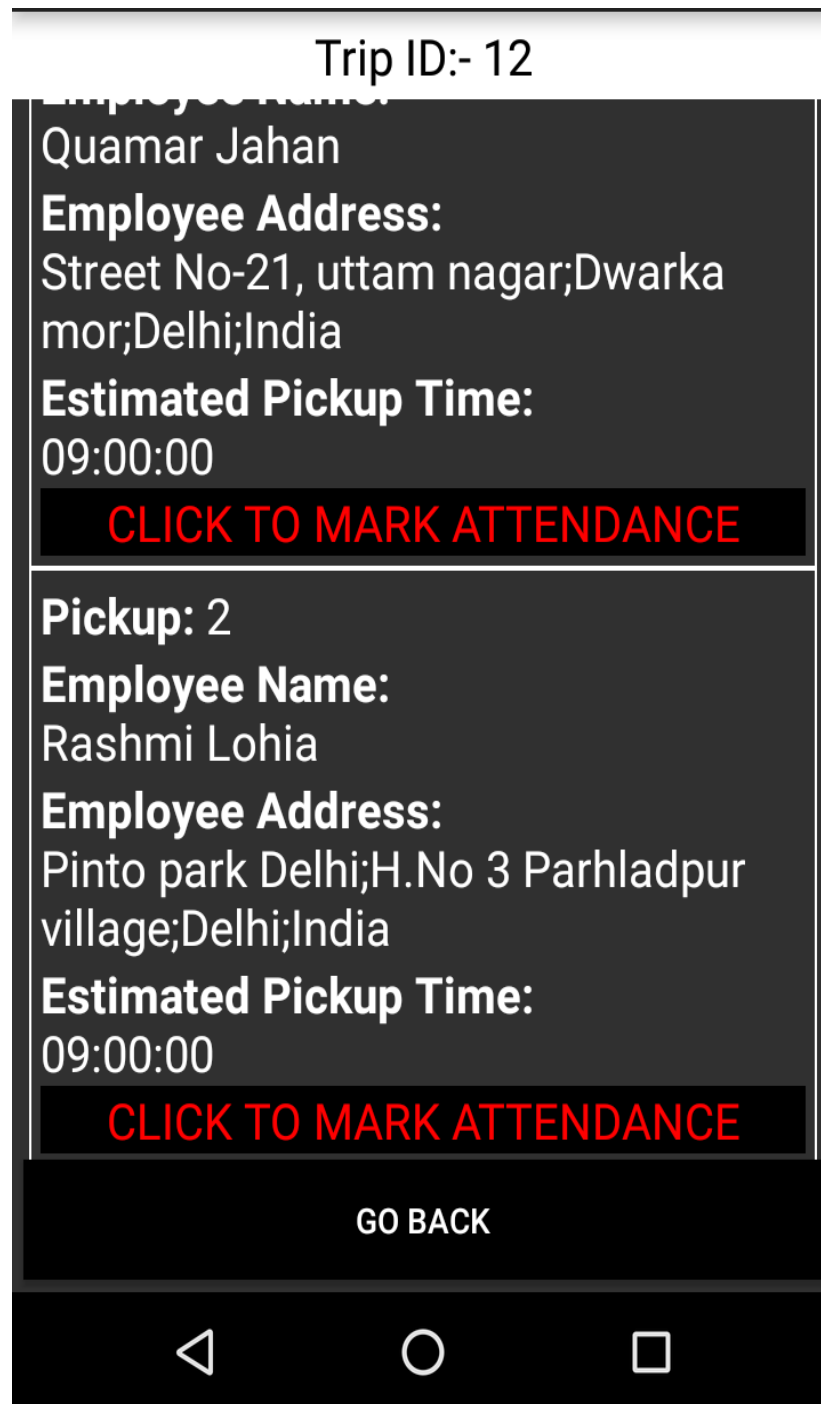 Trip ID:- 12
Employee Name:
Quamar Jahan
Employee Address:
Street No-21, uttam nagar;Dwarka
mor;Delhi;India
Estimated Pickup Time:
09:00:00
CLICK TO MARK ATTENDANCE
Pickup: 2
Employee Name:
Rashmi Lohia
Employee Address:
Pinto park Delhi;H.No 3 Parhladpur
village;Delhi;India
Estimated Pickup Time:
09:00:00
CLICK TO MARK ATTENDANCE
GO BACK